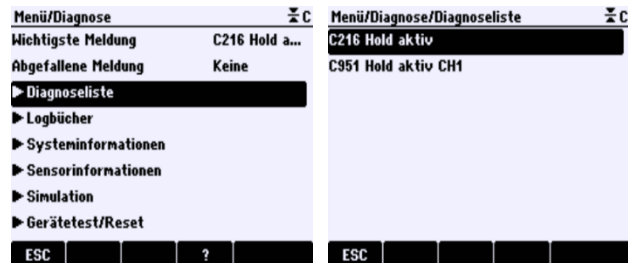 Menü/Diagnose C
Wichtigste Meldung C216 Hold a...
Abgefallene Meldung Keine
Diagnoseliste
Logbücher
Systeminformationen
Sensorinformationen
Simulation
Gerätetest/Reset
ESC ?
Menü/Diagnose/Diagnoseliste C
C216 Hold aktiv
C951 Hold aktiv CH1
ESC